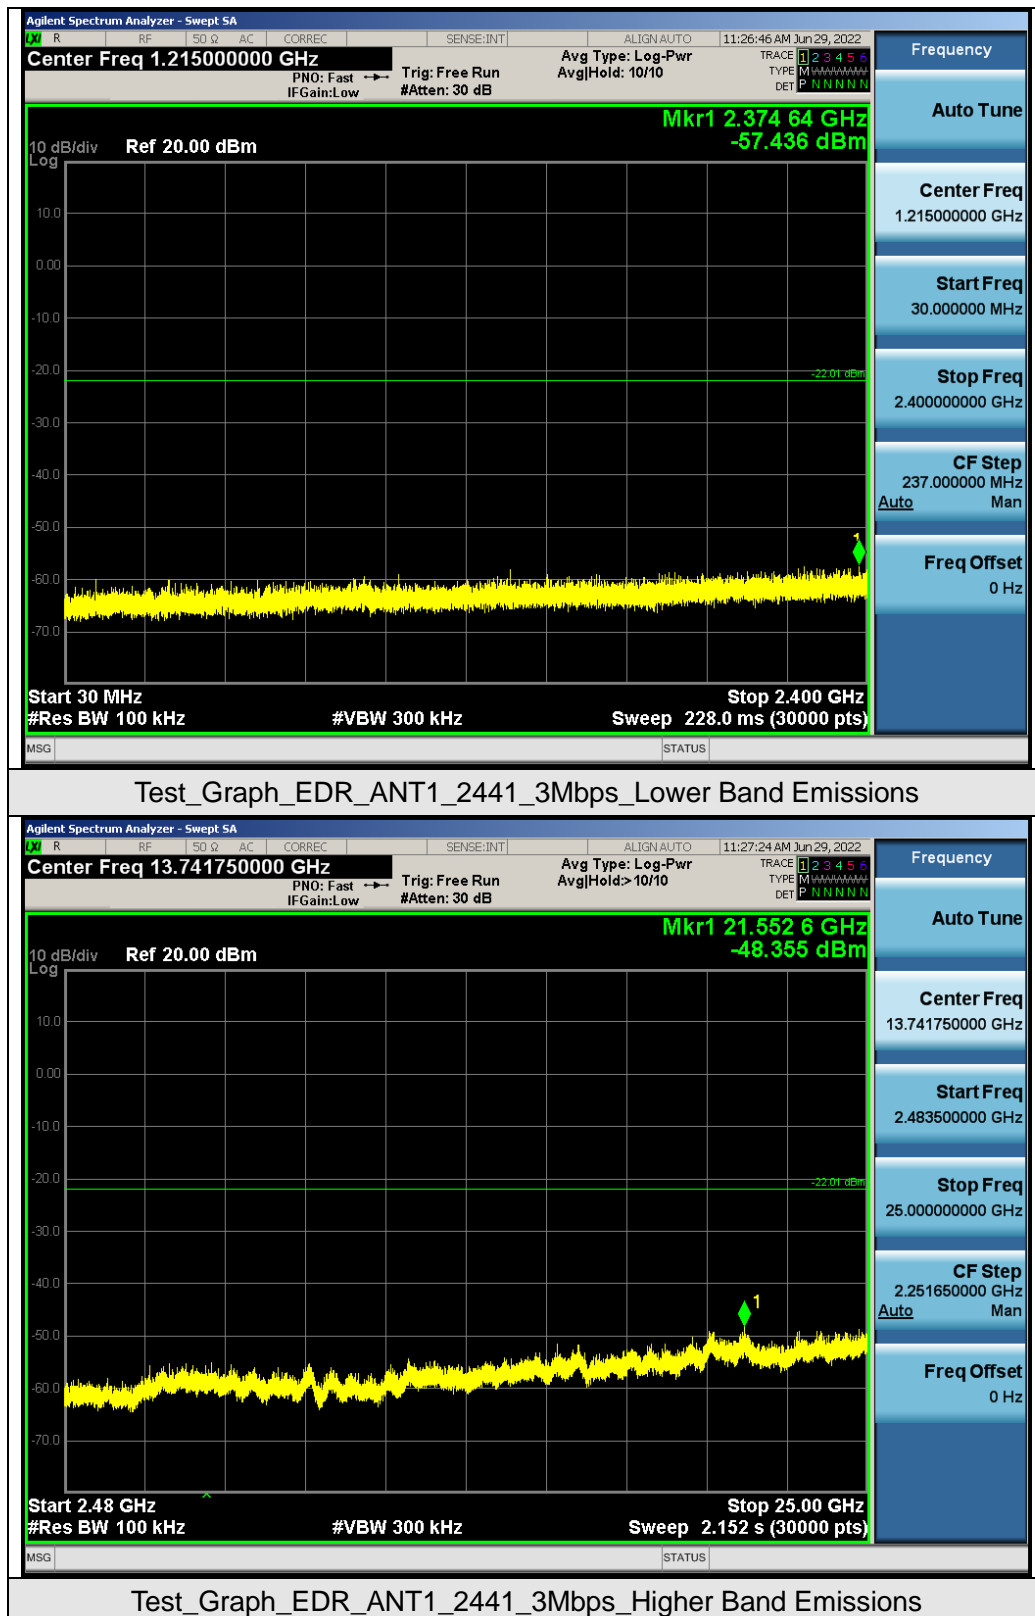 Agilent Spectrum Analyzer - Swept SA
LXI R RF 50 Ω AC CORREC SENSE:INT ALIGN AUTO 11:26:46 AM Jun 29, 2022
Center Freq 1.215000000 GHz
PNO: Fast
IFGain:Low
Trig: Free Run
#Atten: 30 dB
Avg Type: Log-Pwr
Avg|Hold: 10/10
TRACE 1 2 3 4 5 6
TYPE M WWWWW
DET P N N N N N
Mkr1 2.374 64 GHz
-57.436 dBm
10 dB/div Ref 20.00 dBm
Log
10.0
0.00
-10.0
-20.0
-22.01 dBm
-30.0
-40.0
-50.0
1
-60.0
-70.0
Start 30 MHz Stop 2.400 GHz
#Res BW 100 kHz #VBW 300 kHz Sweep 228.0 ms (30000 pts)
MSG STATUS
Frequency
Auto Tune
Center Freq
1.215000000 GHz
Start Freq
30.000000 MHz
Stop Freq
2.400000000 GHz
CF Step
237.000000 MHz
Auto Man
Freq Offset
0 Hz
Test_Graph_EDR_ANT1_2441_3Mbps_Lower Band Emissions
Agilent Spectrum Analyzer - Swept SA
LXI R RF 50 Ω AC CORREC SENSE:INT ALIGN AUTO 11:27:24 AM Jun 29, 2022
Center Freq 13.741750000 GHz
PNO: Fast
IFGain:Low
Trig: Free Run
#Atten: 30 dB
Avg Type: Log-Pwr
Avg|Hold:>10/10
TRACE 1 2 3 4 5 6
TYPE M WWWWW
DET P N N N N N
Mkr1 21.552 6 GHz
-48.355 dBm
10 dB/div Ref 20.00 dBm
Log
10.0
0.00
-10.0
-20.0
-22.01 dBm
-30.0
-40.0
1
-50.0
-60.0
-70.0
Start 2.48 GHz Stop 25.00 GHz
#Res BW 100 kHz #VBW 300 kHz Sweep 2.152 s (30000 pts)
MSG STATUS
Frequency
Auto Tune
Center Freq
13.741750000 GHz
Start Freq
2.483500000 GHz
Stop Freq
25.000000000 GHz
CF Step
2.251650000 GHz
Auto Man
Freq Offset
0 Hz
Test_Graph_EDR_ANT1_2441_3Mbps_Higher Band Emissions